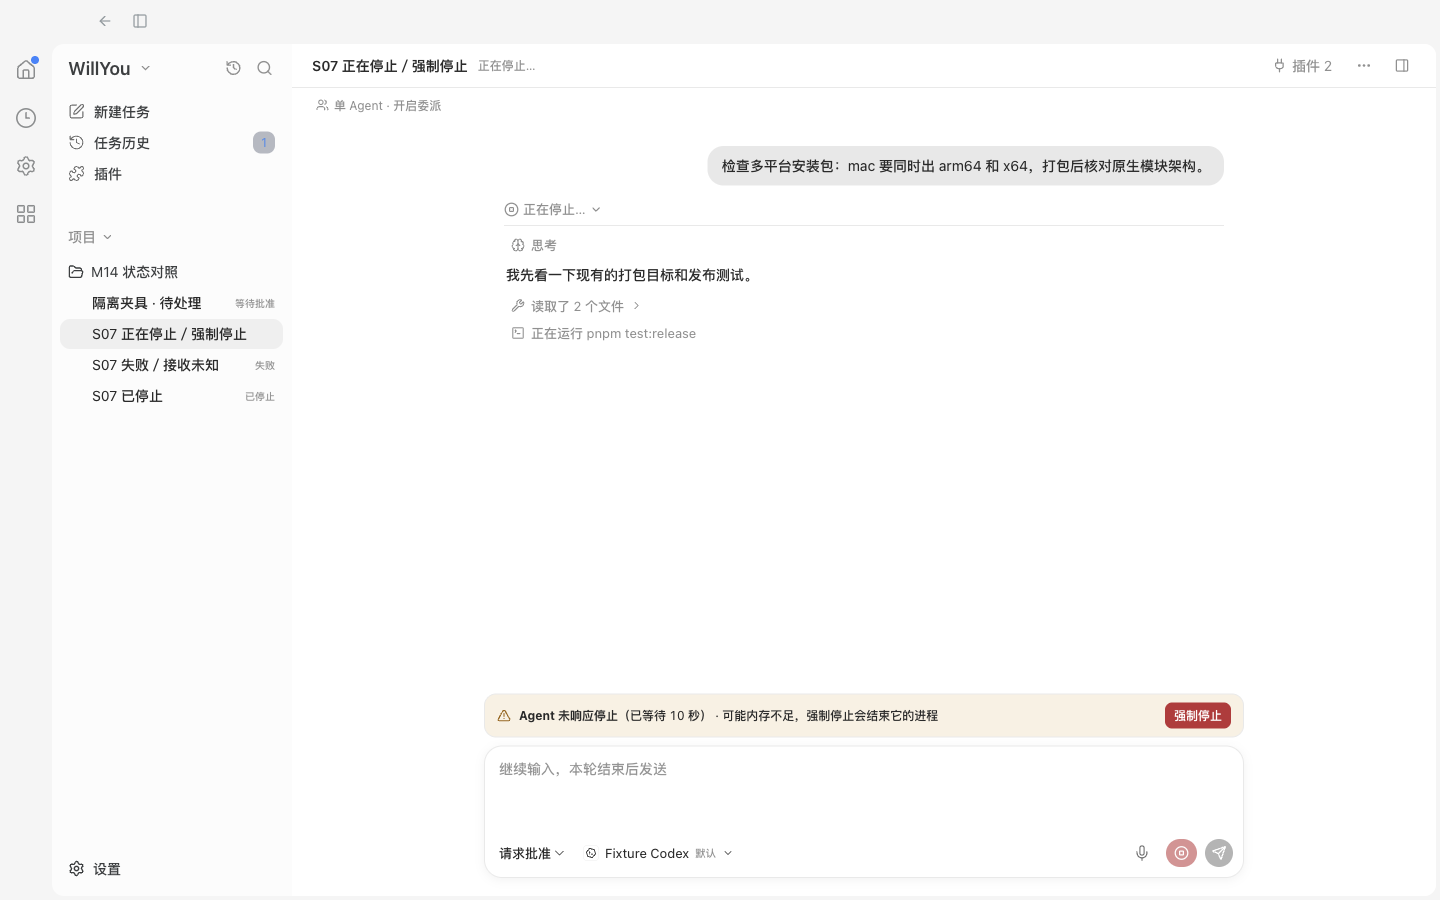 WillYou
新建任务
任务历史
1
插件
项目
M14 状态对照
隔离夹具 · 待处理 等待批准
S07 正在停止 / 强制停止
S07 失败 / 接收未知 失败
S07 已停止 已停止
设置
S07 正在停止 / 强制停止 正在停止...
插件 2
单 Agent · 开启委派
检查多平台安装包：mac 要同时出 arm64 和 x64，打包后核对原生模块架构。
正在停止...
思考
我先看一下现有的打包目标和发布测试。
读取了 2 个文件
正在运行 pnpm test:release
Agent 未响应停止（已等待 10 秒） · 可能内存不足，强制停止会结束它的进程
强制停止
继续输入，本轮结束后发送
请求批准
Fixture Codex 默认